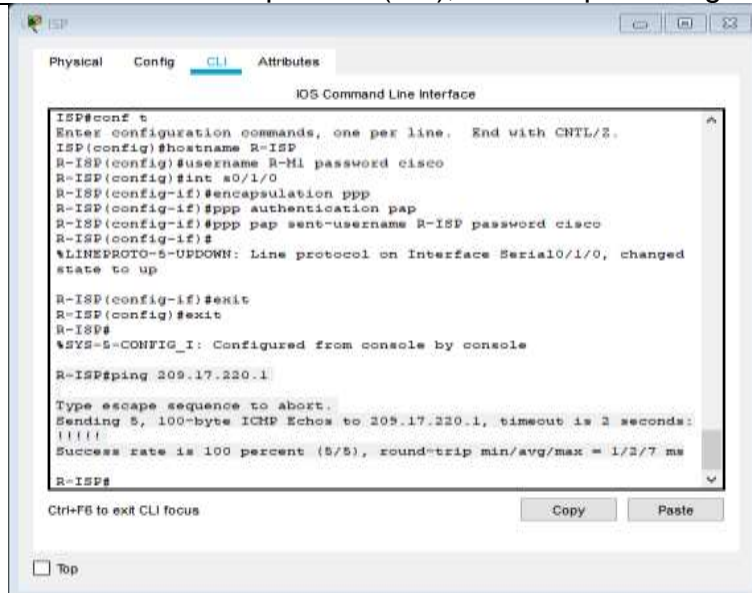 ISP
Physical Config CLI Attributes
IOS Command Line Interface
ISP#conf t
Enter configuration commands, one per line. End with CNTL/Z.
ISP(config)#hostname R-ISP
R-ISP(config)#username R-M1 password cisco
R-ISP(config)#int s0/1/0
R-ISP(config-if)#encapsulation ppp
R-ISP(config-if)#ppp authentication pap
R-ISP(config-if)#ppp pap sent-username R-ISP password cisco
R-ISP(config-if)#
%LINEPROTO-5-UPDOWN: Line protocol on Interface Serial0/1/0, changed
state to up
R-ISP(config-if)#exit
R-ISP(config)#exit
R-ISP#
%SYS-5-CONFIG_I: Configured from console by console
R-ISP#ping 209.17.220.1
Type escape sequence to abort.
Sending 5, 100-byte ICMP Echos to 209.17.220.1, timeout is 2 seconds:
!!!!!
Success rate is 100 percent (5/5), round-trip min/avg/max = 1/2/7 ms
R-ISP#
Ctrl+F6 to exit CLI focus
Copy Paste
Top